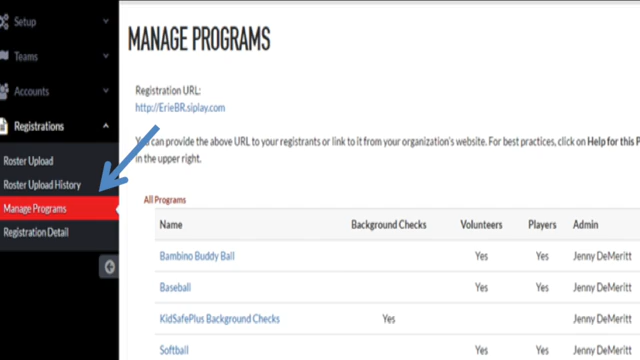 Setup
Teams
Accounts
Registrations
Roster Upload
Roster Upload History
Manage Programs
Registration Detail
MANAGE PROGRAMS
Registration URL:
http://ErieBR.siplay.com
You can provide the above URL to your registrants or link to it from your organization's website. For best practices, click on Help for this P
in the upper right.
All Programs
Name Background Checks Volunteers Players Admin
Bambino Buddy Ball Yes Yes Jenny DeMeritt
Baseball Yes Yes Jenny DeMeritt
KidSafePlus Background Checks Yes Jenny DeMeritt
Softball Yes Yes Jenny DeMeritt